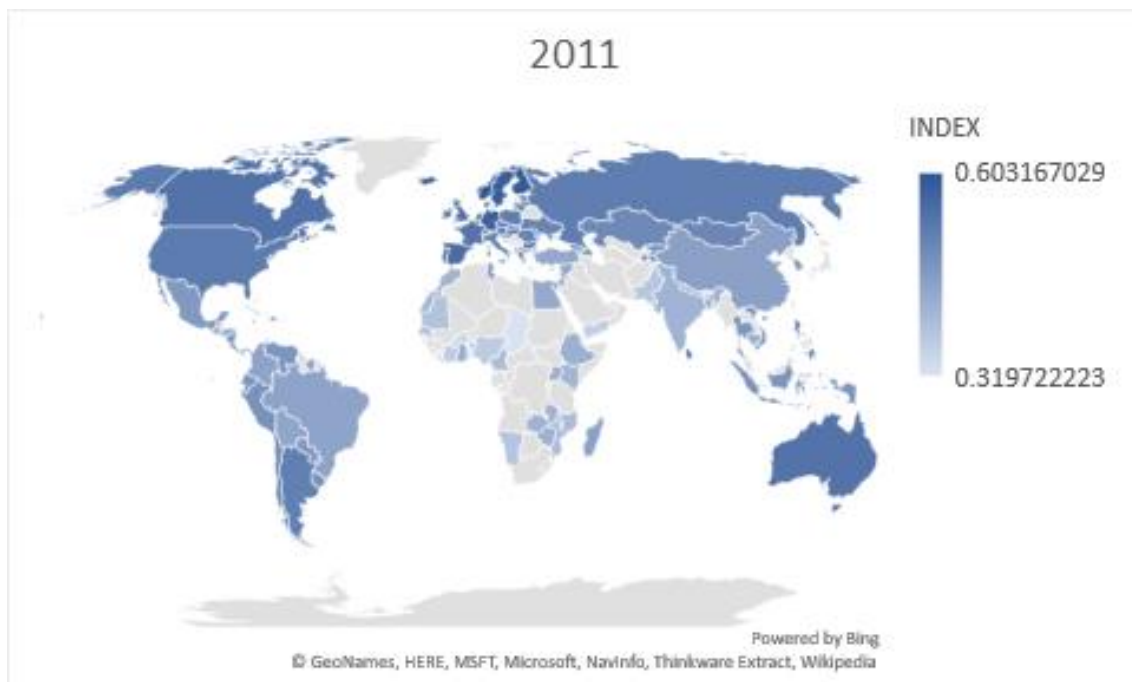 2011
INDEX
0.603167029
0.319722223
Powered by Bing
© GeoNames, HERE, MSFT, Microsoft, NavInfo, Thinkware Extract, Wikipedia